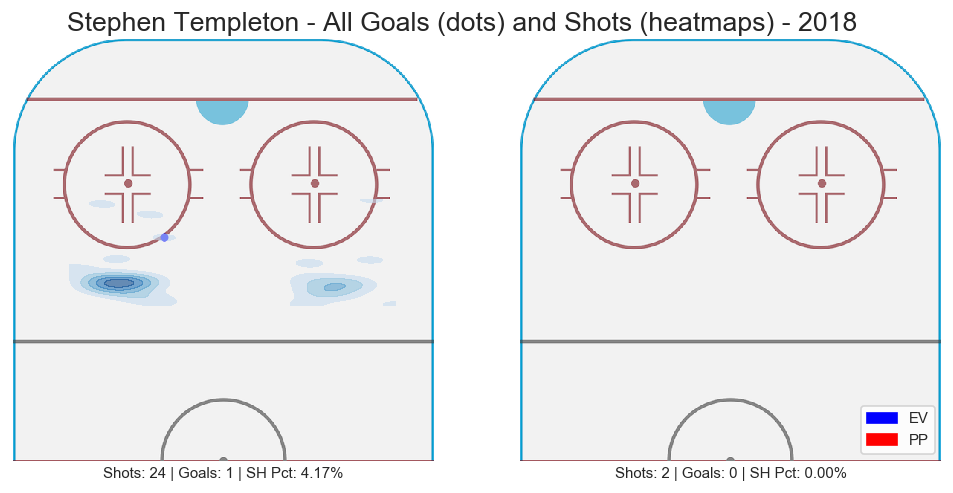 Stephen Templeton - All Goals (dots) and Shots (heatmaps) - 2018
EV
PP
Shots: 24 | Goals: 1 | SH Pct: 4.17%
Shots: 2 | Goals: 0 | SH Pct: 0.00%